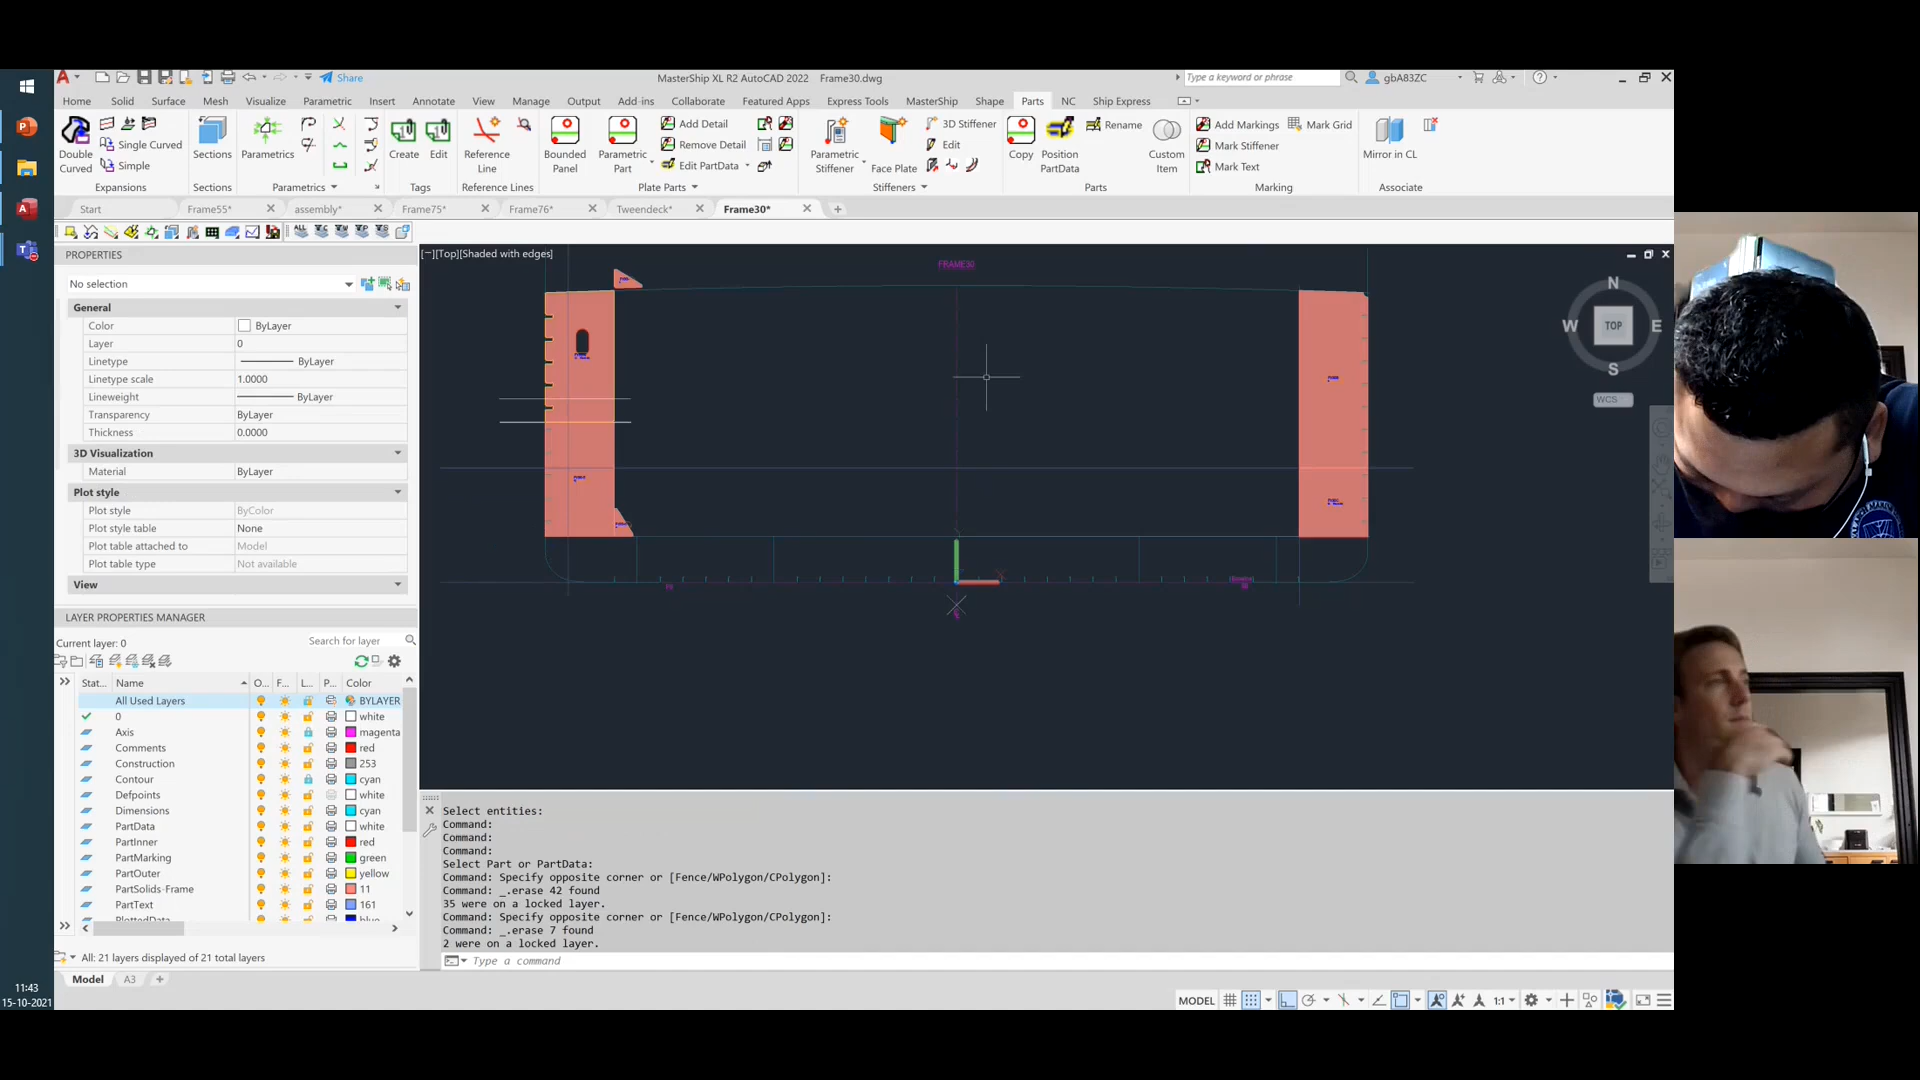 MasterShip XL R2 AutoCAD 2022 Frame30.dwg
Share
Type a keyword or phrase
gbA83ZC
Home Solid Surface Mesh Visualize Parametric Insert Annotate View Manage Output Add-ins Collaborate Featured Apps Express Tools MasterShip Shape Parts NC Ship Express
Double Curved
Single Curved
Simple
Sections
Parametrics
Create
Edit
Reference Line
Bounded Panel
Parametric Part
Add Detail
Remove Detail
Edit PartData
Parametric Stiffener
Face Plate
3D Stiffener
Edit
Copy
Position PartData
Rename
Custom Item
Add Markings
Mark Grid
Mark Stiffener
Mark Text
Mirror in CL
Expansions Sections Parametrics Tags Reference Lines Plate Parts Stiffeners Parts Marking Associate
Start Frame55* assembly* Frame75* Frame76* Tweendeck* Frame30*
ALL
PROPERTIES
No selection
General
Color ByLayer
Layer 0
Linetype ByLayer
Linetype scale 1.0000
Lineweight ByLayer
Transparency ByLayer
Thickness 0.0000
3D Visualization
Material ByLayer
Plot style
Plot style ByColor
Plot style table None
Plot table attached to Model
Plot table type Not available
View
LAYER PROPERTIES MANAGER
Current layer: 0
Search for layer
Stat... Name O... F... L... P... Color
All Used Layers BYLAYER
0 white
Axis magenta
Comments red
Construction 253
Contour cyan
Defpoints white
Dimensions cyan
PartData white
PartInner red
PartMarking green
PartOuter yellow
PartSolids-Frame 11
PartText 161
PlottedData blue
All: 21 layers displayed of 21 total layers
Model A3
[−][Top][Shaded with edges]
FRAME30
N
W TOP E
S
WCS
Select entities:
Command:
Command:
Command:
Select Part or PartData:
Command: Specify opposite corner or [Fence/WPolygon/CPolygon]:
Command: _.erase 42 found
35 were on a locked layer.
Command: Specify opposite corner or [Fence/WPolygon/CPolygon]:
Command: _.erase 7 found
2 were on a locked layer.
Type a command
MODEL
1:1
11:43
15-10-2021